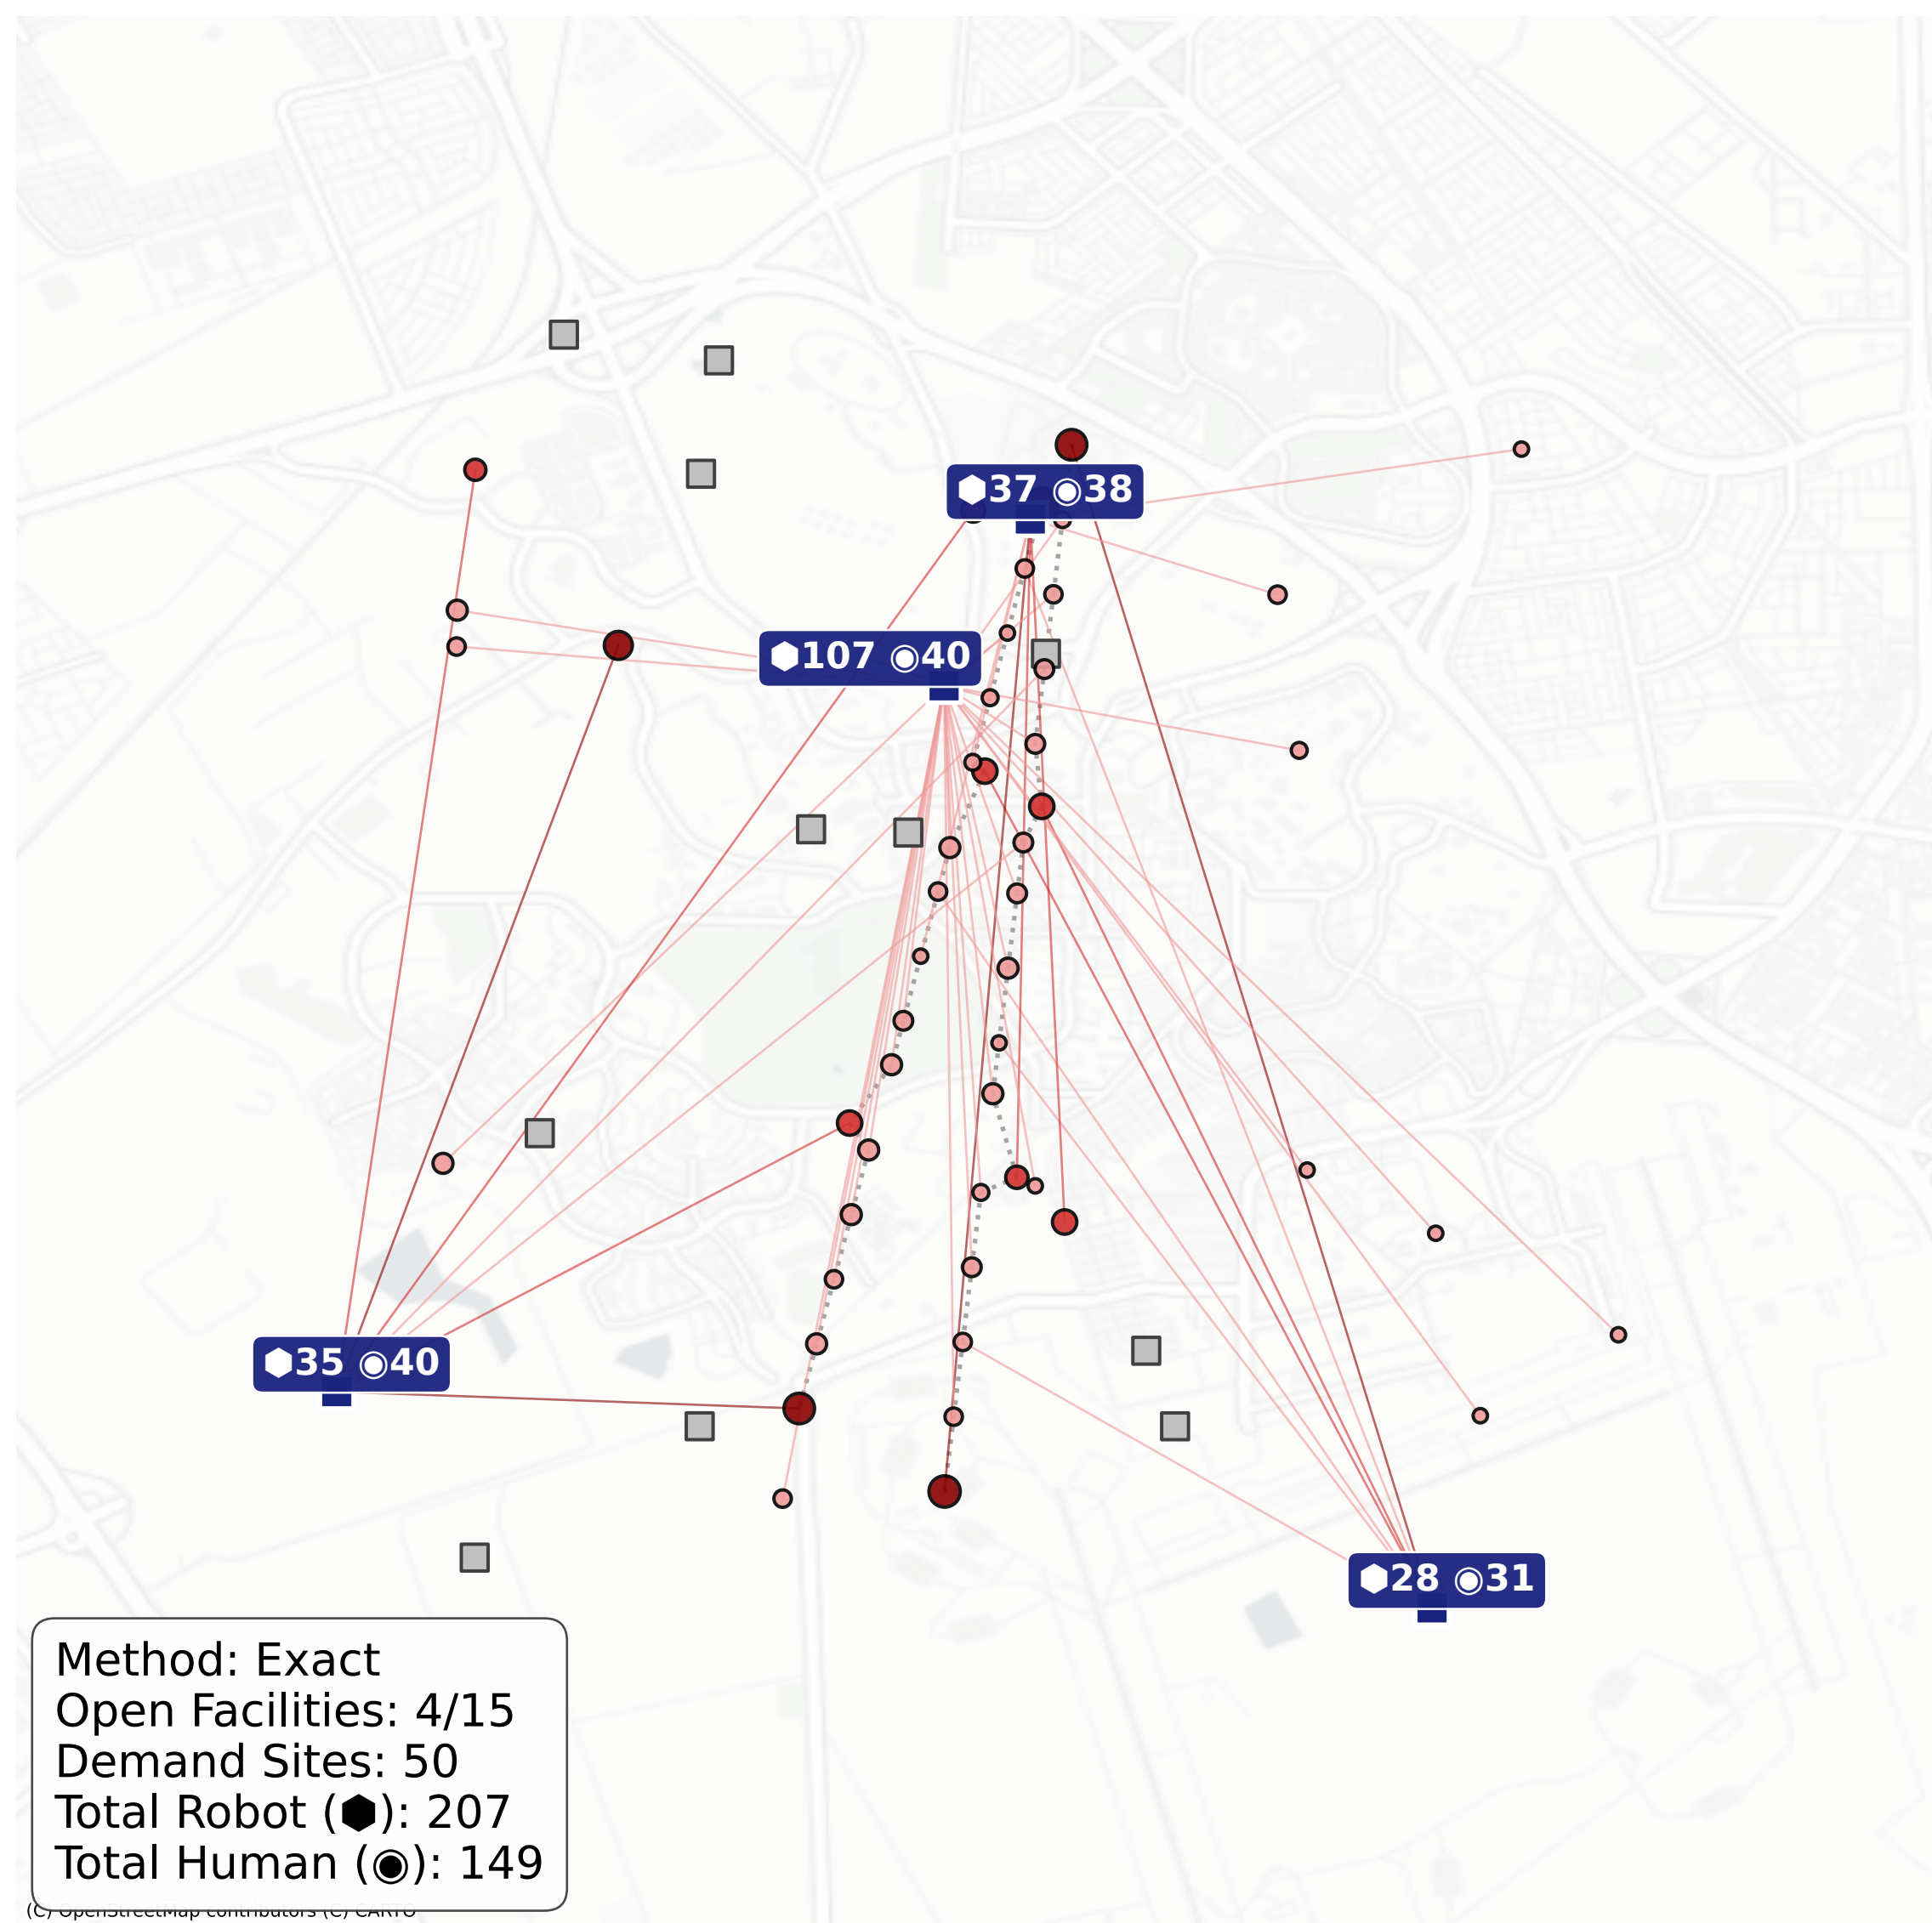 ⬢37 ◉38
⬢107 ◉40
⬢35 ◉40
⬢28 ◉31
Method: Exact
Open Facilities: 4/15
Demand Sites: 50
Total Robot (⬢): 207
Total Human (◉): 149
(C) OpenStreetMap contributors (C) CARTO